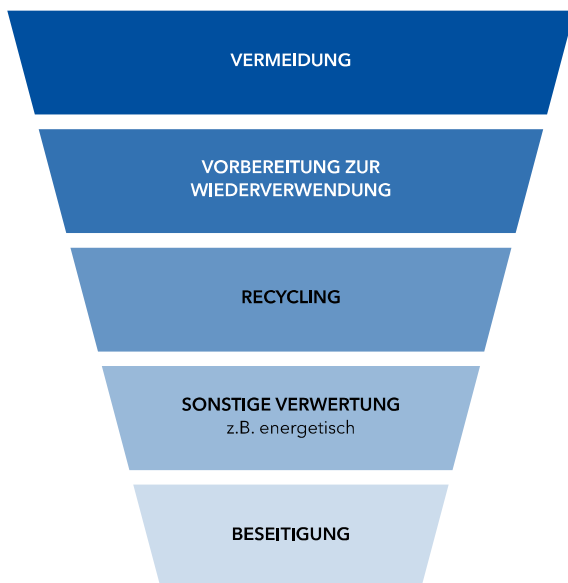 VERMEIDUNG
VORBEREITUNG ZUR
WIEDERVERWENDUNG
RECYCLING
SONSTIGE VERWERTUNG
z.B. energetisch
BESEITIGUNG